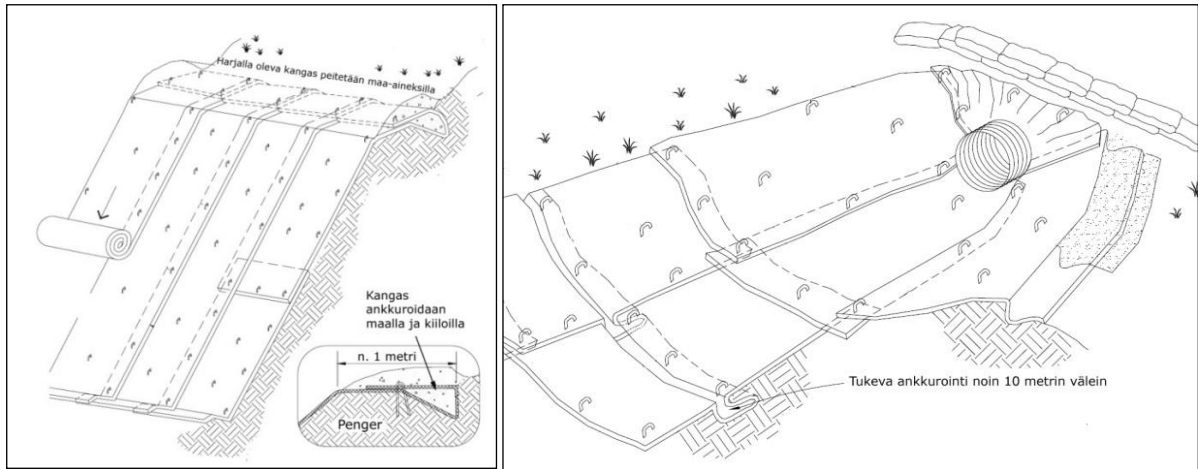 Harjalla oleva kangas peitetään maa-aineksilla
Kangas
ankkuroidaan
maalla ja kiiloilla
n. 1 metri
Penger
Tukeva ankkurointi noin 10 metrin välein